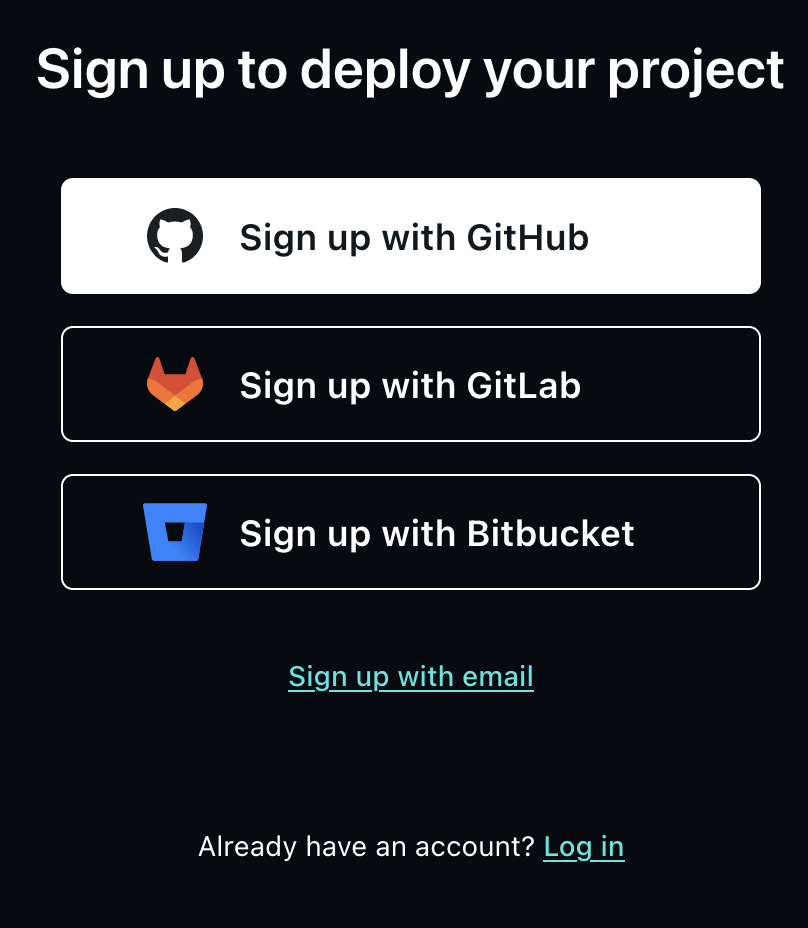 Sign up to deploy your project
Sign up with GitHub
Sign up with GitLab
Sign up with Bitbucket
Sign up with email
Already have an account? Log in